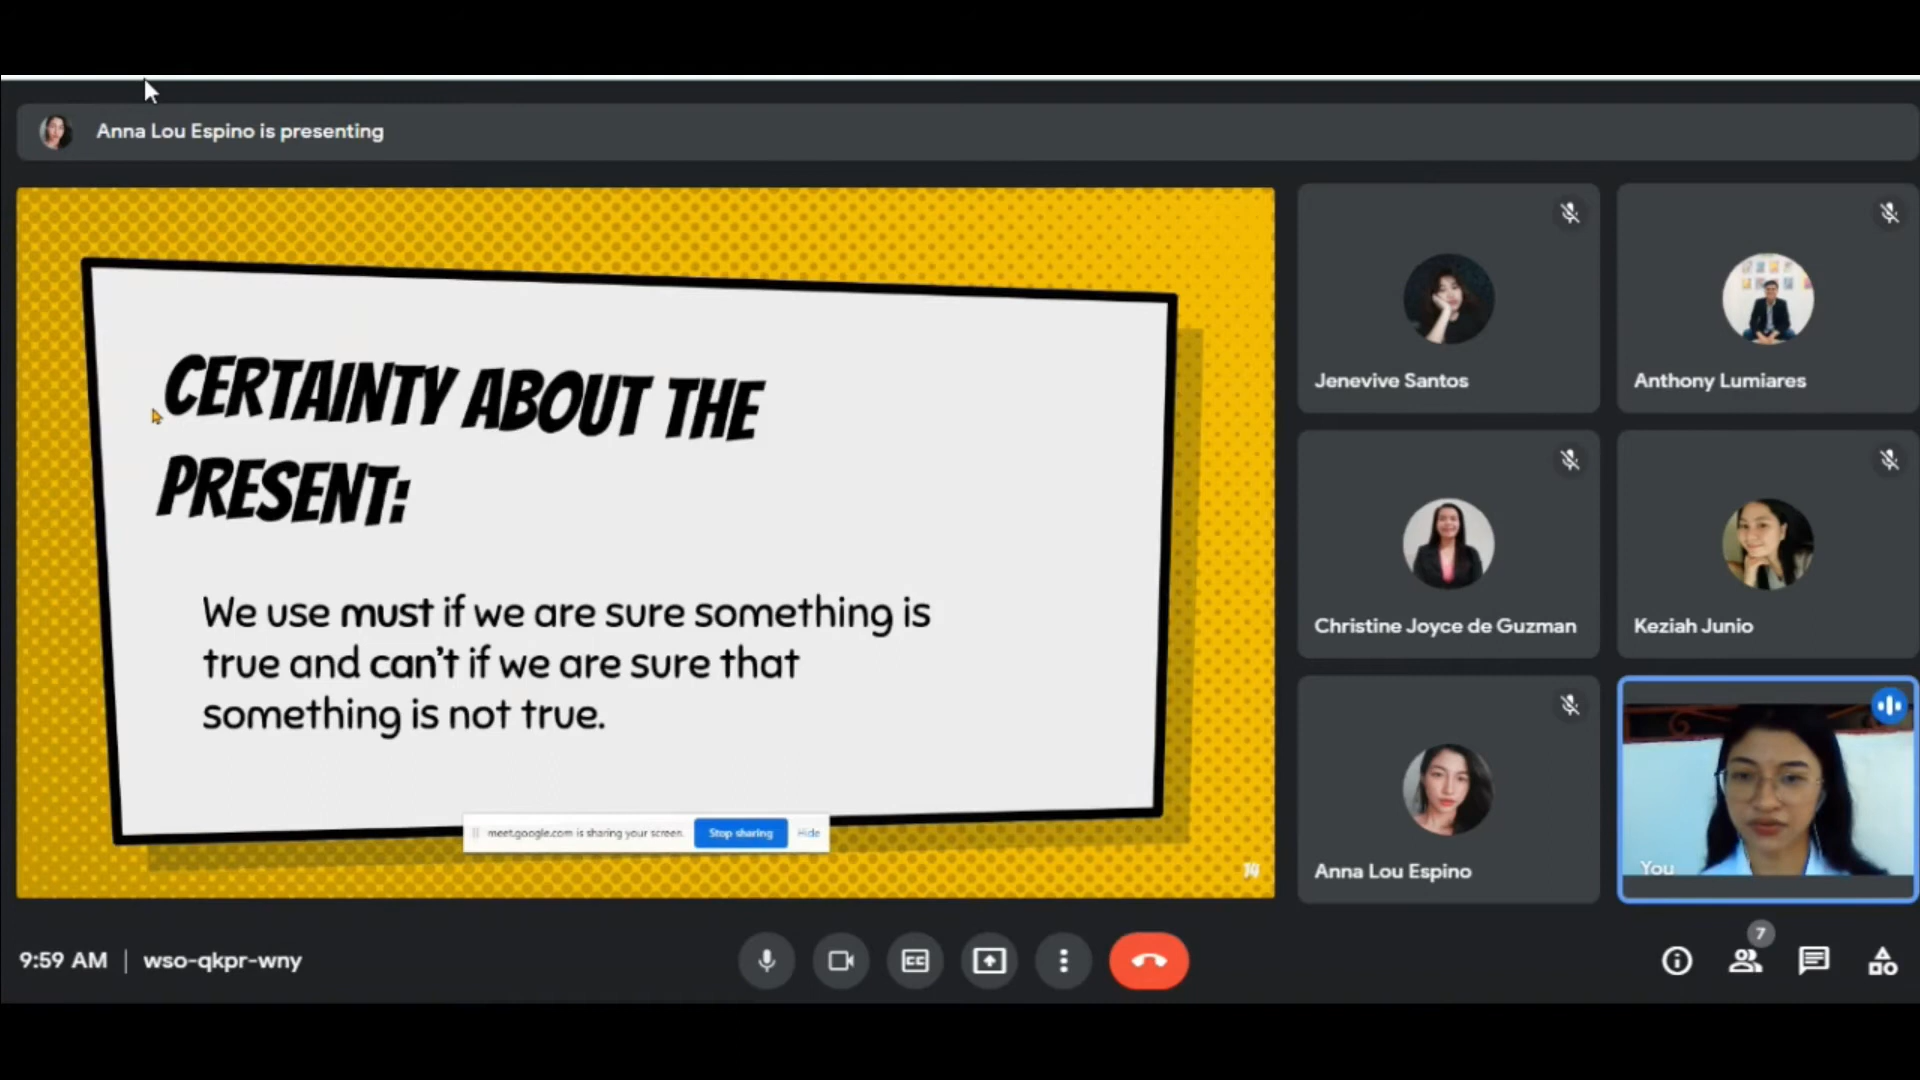 Anna Lou Espino is presenting
CERTAINTY ABOUT THE
PRESENT:
We use must if we are sure something is
true and can't if we are sure that
something is not true.
meet.google.com is sharing your screen.
Stop sharing
Hide
14
Jenevive Santos
Anthony Lumiares
Christine Joyce de Guzman
Keziah Junio
Anna Lou Espino
You
9:59 AM | wso-qkpr-wny
CC
7